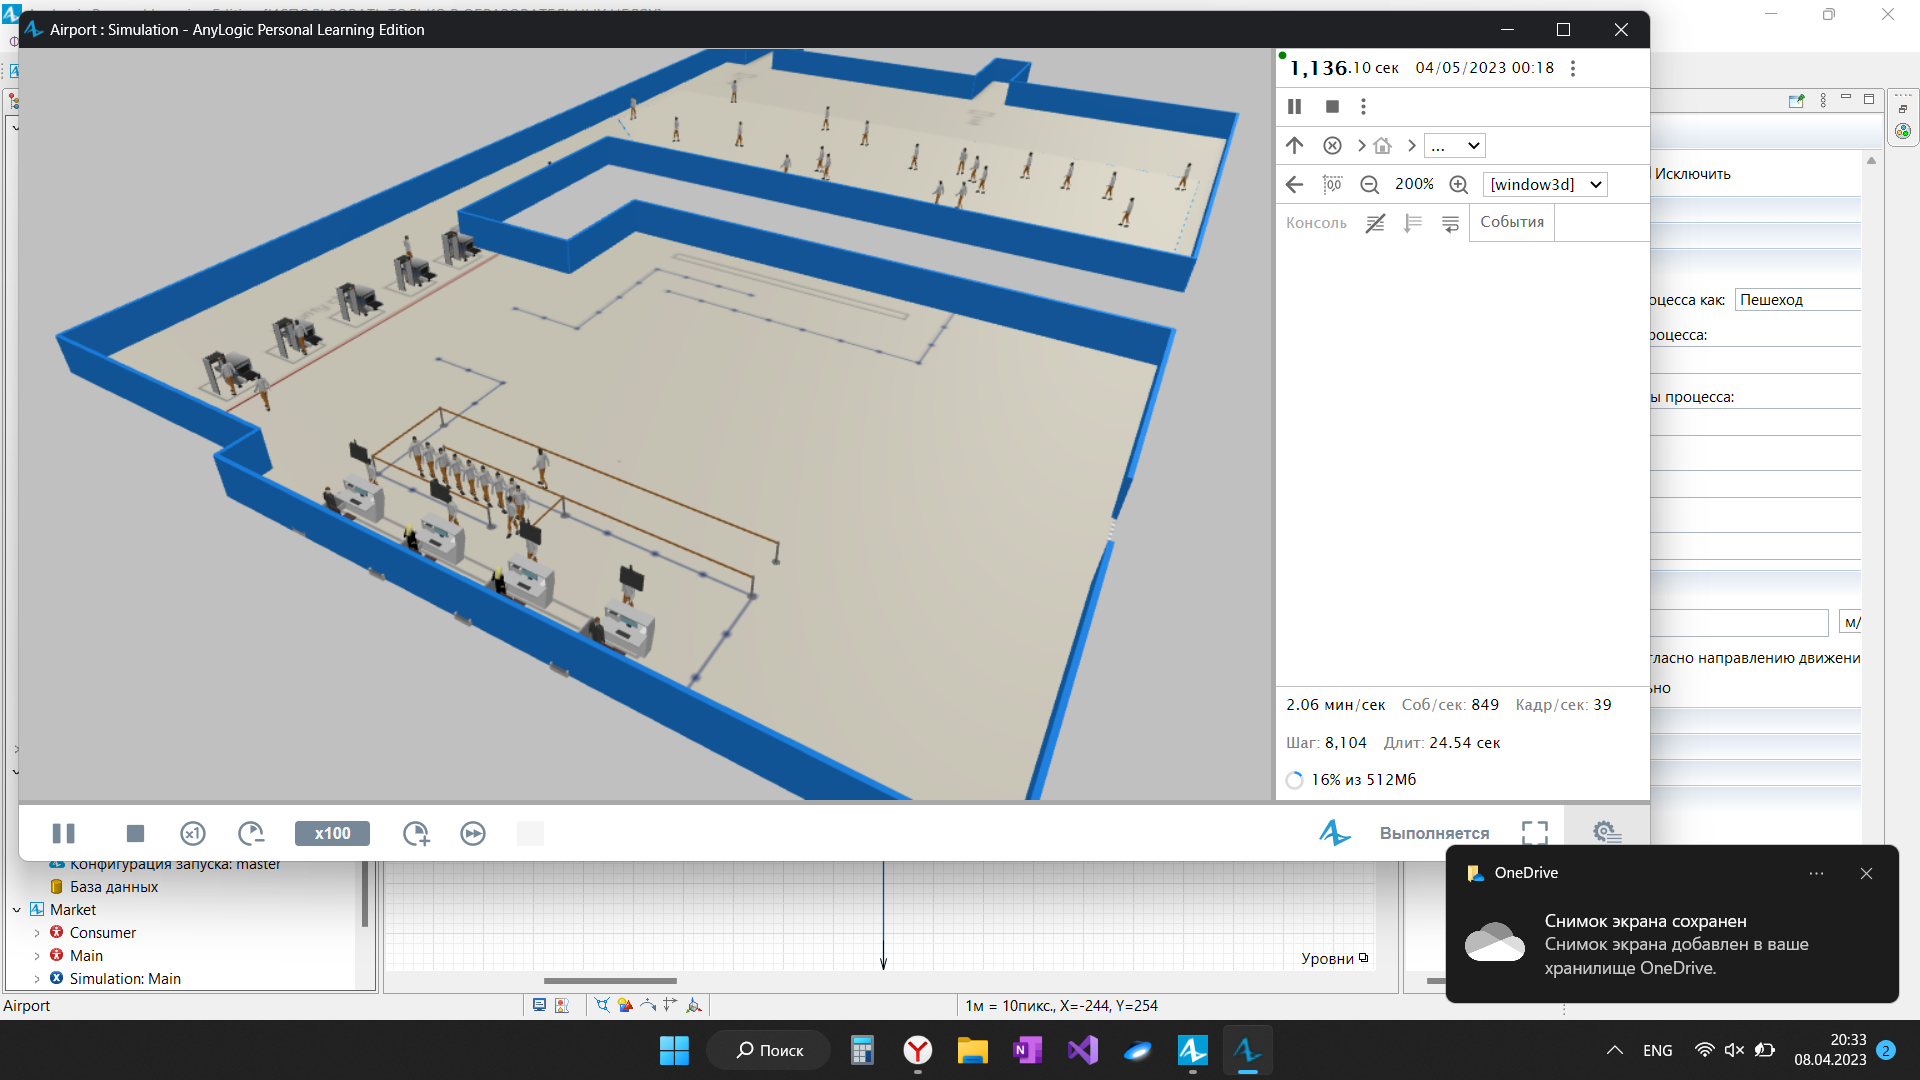 Airport : Simulation - AnyLogic Personal Learning Edition
1,136.10 сек 04/05/2023 00:18
...
200% [window3d]
Консоль События
Исключить
оцесса как: Пешеход
роцесса:
ы процесса:
м/
гласно направлению движени
ьно
2.06 мин/сек Соб/сек: 849 Кадр/сек: 39
Шаг: 8,104 Длит: 24.54 сек
16% из 512Мб
x1 x100 Выполняется
Конфигурация запуска: master
База данных
Market
Consumer
Main
Simulation: Main
Уровни
OneDrive
Снимок экрана сохранен
Снимок экрана добавлен в ваше
хранилище OneDrive.
Airport
1м = 10пикс., X=-244, Y=254
Поиск
ENG
20:33
08.04.2023
2